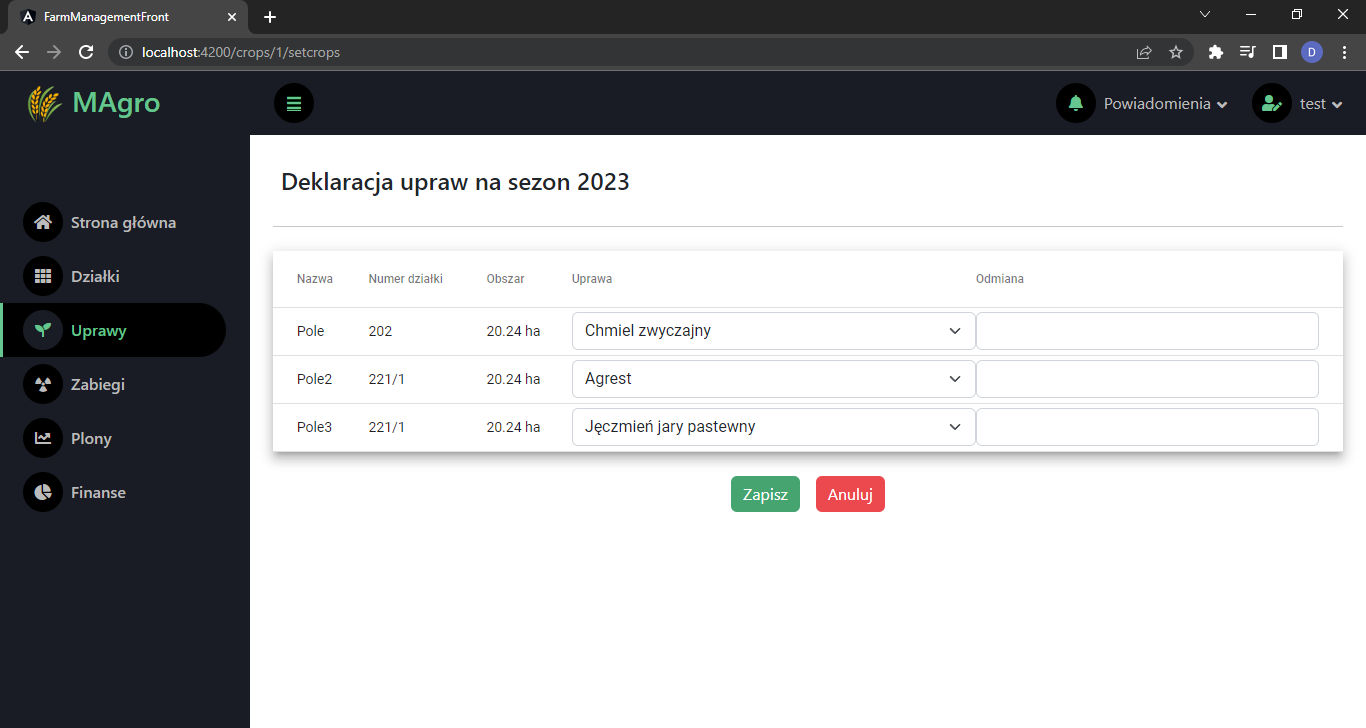 FarmManagementFront
localhost:4200/crops/1/setcrops
D
MAgro
Powiadomienia
test
Strona główna
Działki
Uprawy
Zabiegi
Plony
Finanse
Deklaracja upraw na sezon 2023
Nazwa Numer działki Obszar Uprawa Odmiana
Pole 202 20.24 ha Chmiel zwyczajny
Pole2 221/1 20.24 ha Agrest
Pole3 221/1 20.24 ha Jęczmień jary pastewny
Zapisz Anuluj